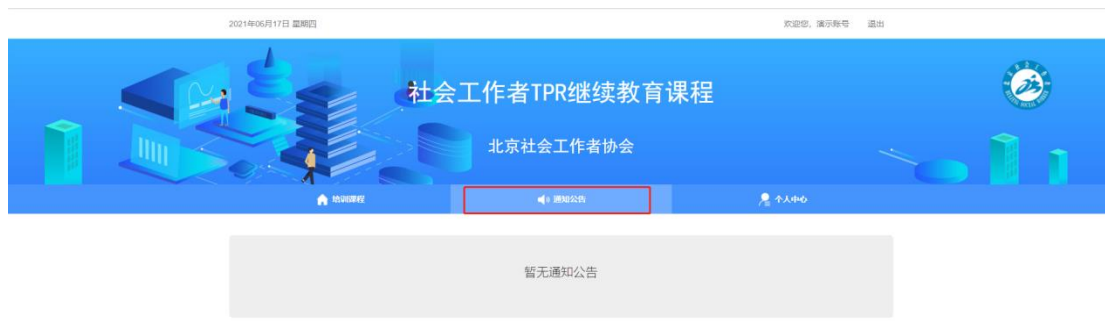 2021年06月17日 星期四
欢迎您，演示账号 退出
社会工作者TPR继续教育课程
北京社会工作者协会
培训课程 通知公告 个人中心
暂无通知公告